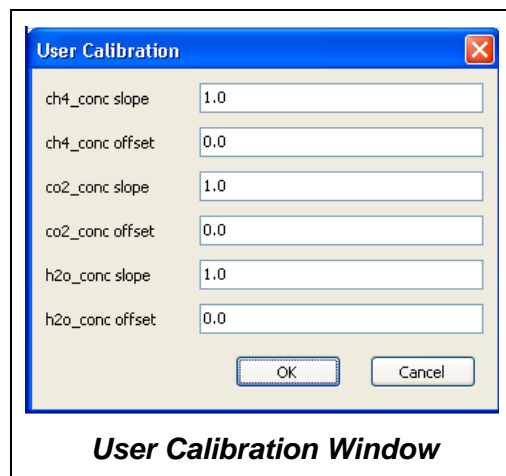 User Calibration
ch4_conc slope 1.0
ch4_conc offset 0.0
co2_conc slope 1.0
co2_conc offset 0.0
h2o_conc slope 1.0
h2o_conc offset 0.0
OK Cancel
User Calibration Window